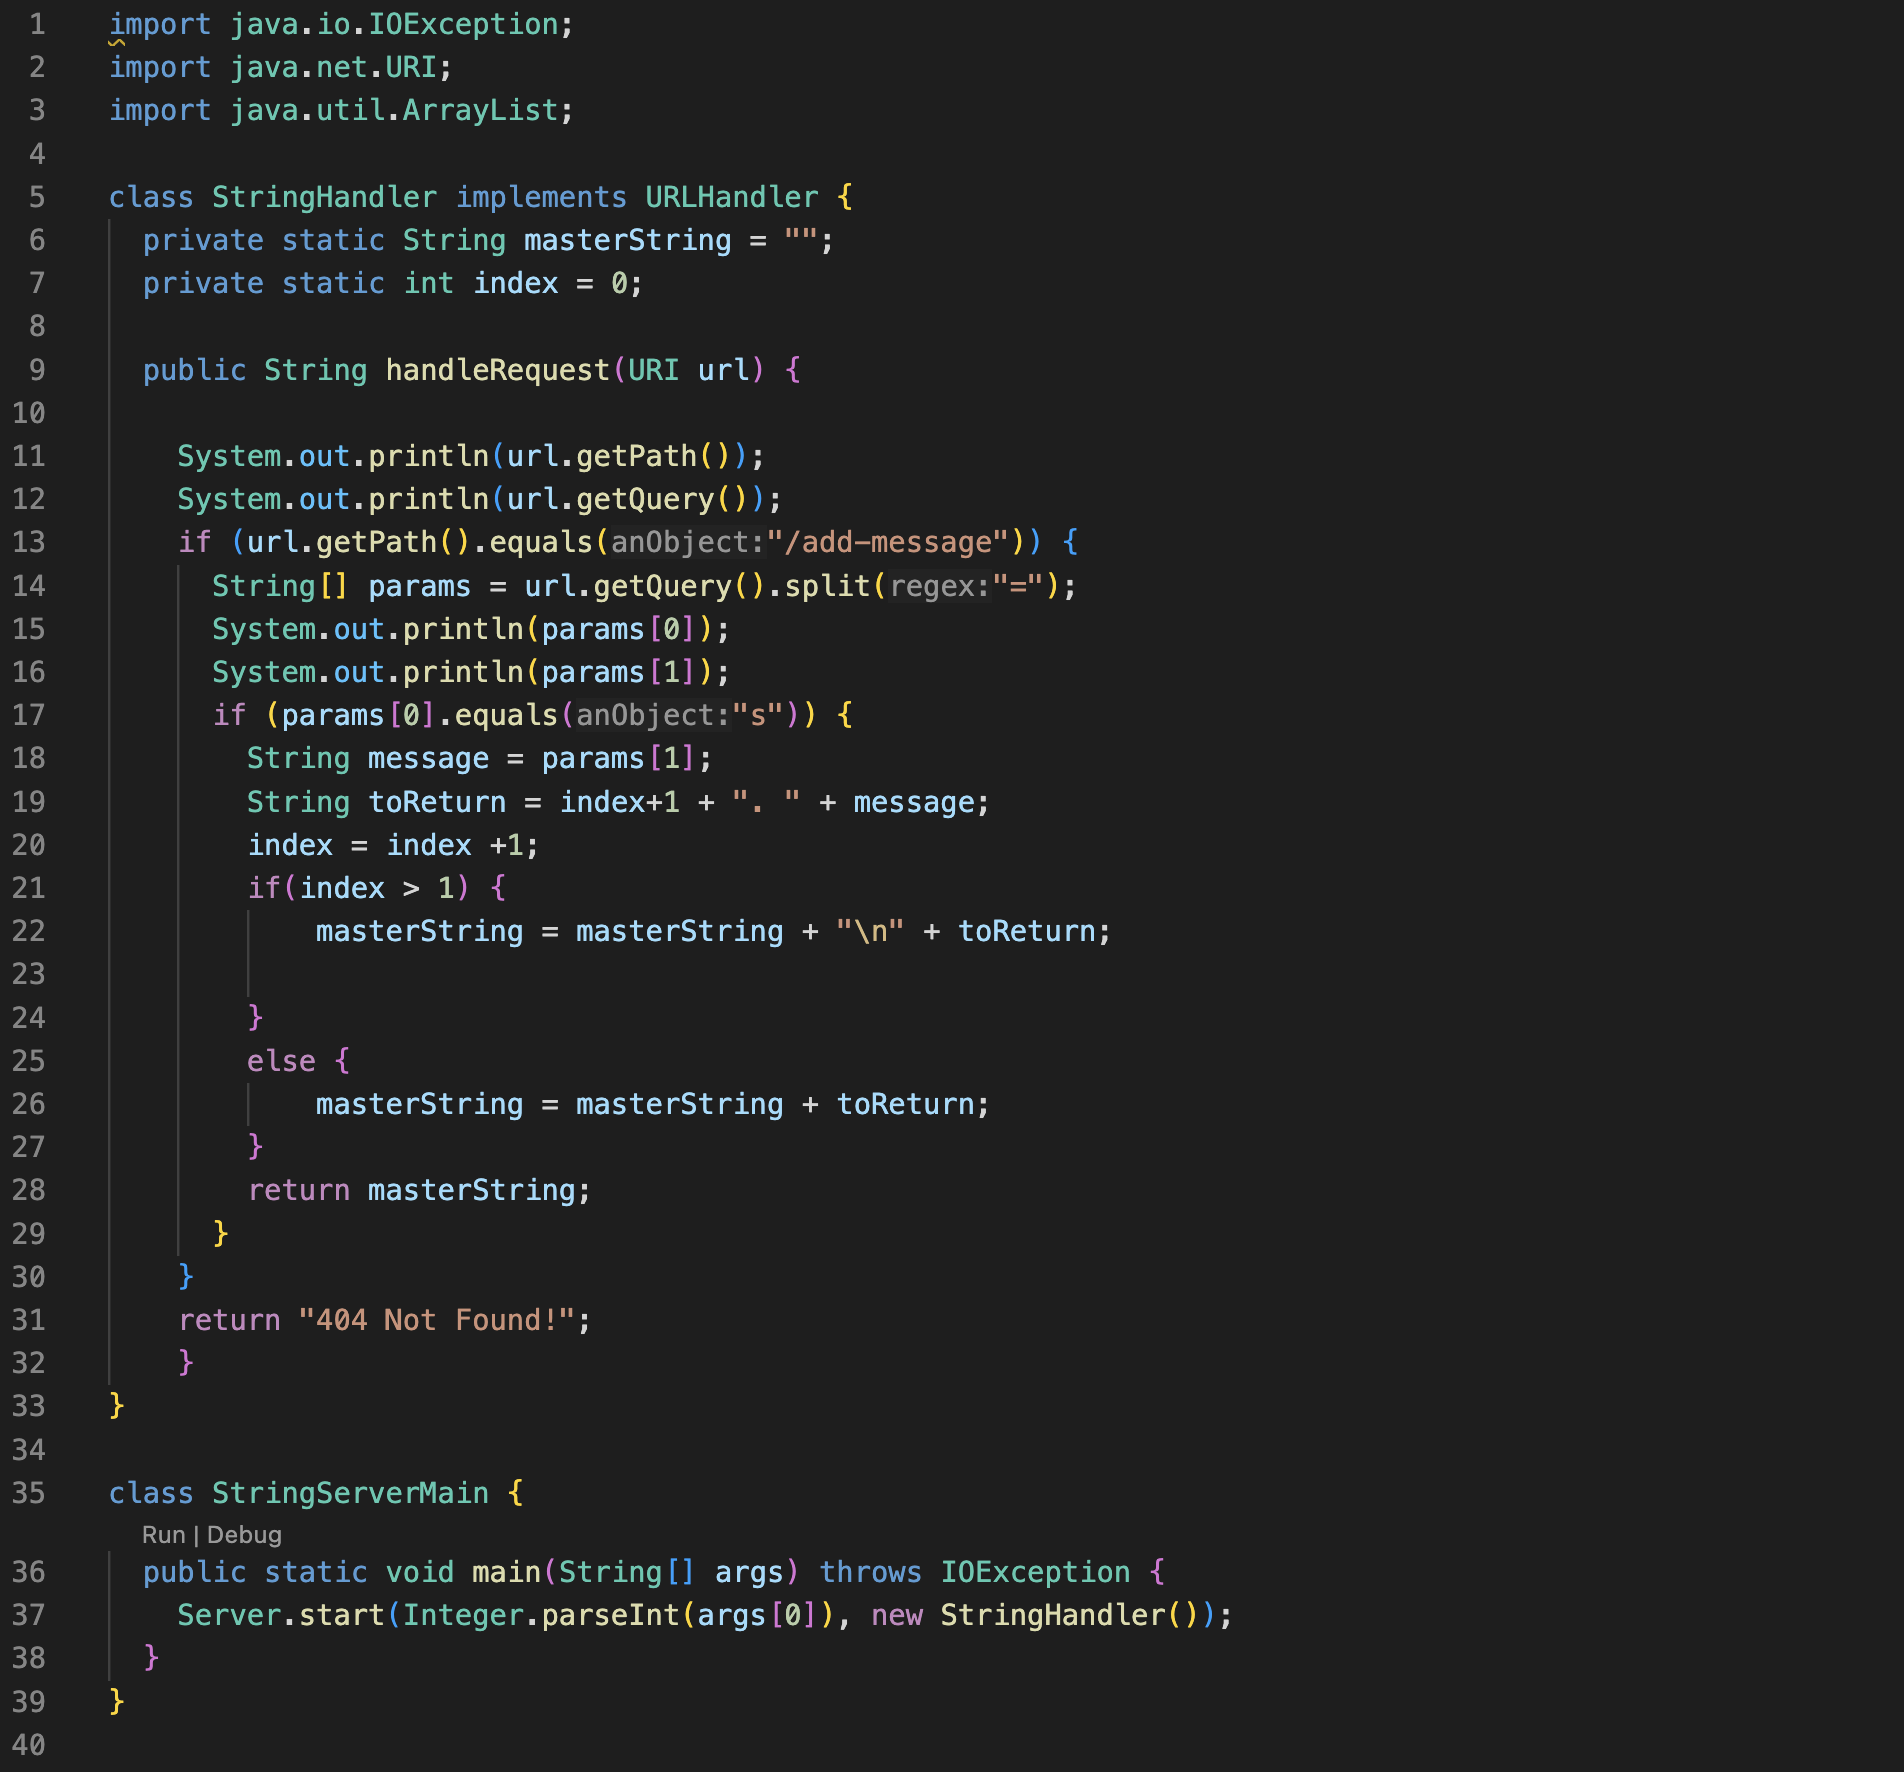 1 import java.io.IOException;
2 import java.net.URI;
3 import java.util.ArrayList;
4
5 class StringHandler implements URLHandler {
6   private static String masterString = "";
7   private static int index = 0;
8
9   public String handleRequest(URI url) {
10
11     System.out.println(url.getPath());
12     System.out.println(url.getQuery());
13     if (url.getPath().equals(anObject:"/add-message")) {
14       String[] params = url.getQuery().split(regex:"=");
15       System.out.println(params[0]);
16       System.out.println(params[1]);
17       if (params[0].equals(anObject:"s")) {
18         String message = params[1];
19         String toReturn = index+1 + ". " + message;
20         index = index +1;
21         if(index > 1) {
22             masterString = masterString + "\n" + toReturn;
23
24         }
25         else {
26             masterString = masterString + toReturn;
27         }
28         return masterString;
29       }
30     }
31     return "404 Not Found!";
32     }
33 }
34
35 class StringServerMain {
Run | Debug
36   public static void main(String[] args) throws IOException {
37     Server.start(Integer.parseInt(args[0]), new StringHandler());
38   }
39 }
40